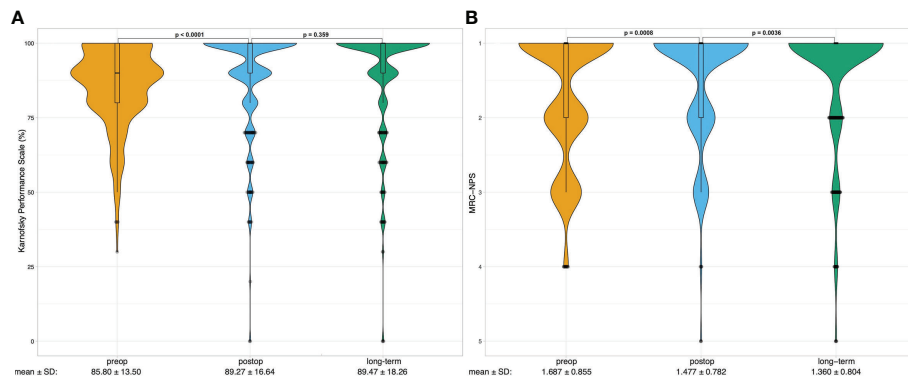 A
p < 0.0001
p = 0.359
100
75
50
25
0
Karnofsky Performance Scale (%)
preop
postop
long-term
mean ± SD:
85.80 ± 13.50
89.27 ± 16.64
89.47 ± 18.26
B
p = 0.0008
p = 0.0036
1
2
3
4
5
MRC−NPS
preop
postop
long−term
mean ± SD:
1.687 ± 0.855
1.477 ± 0.782
1.360 ± 0.804